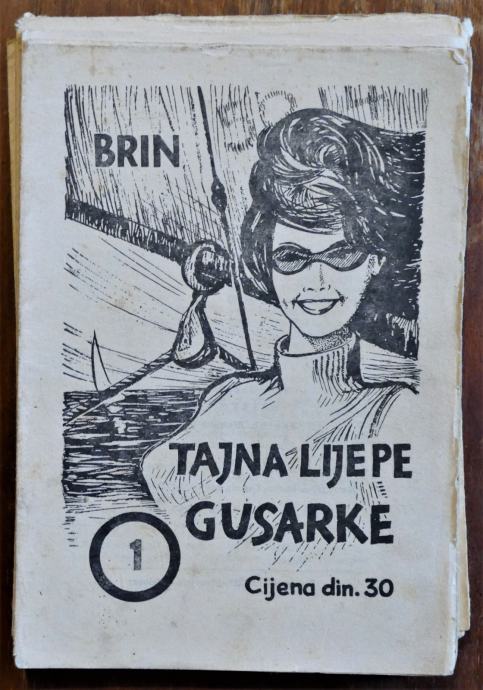 BRIN
TAJNA LIJEPE
GUSARKE
1
Cijena din. 30